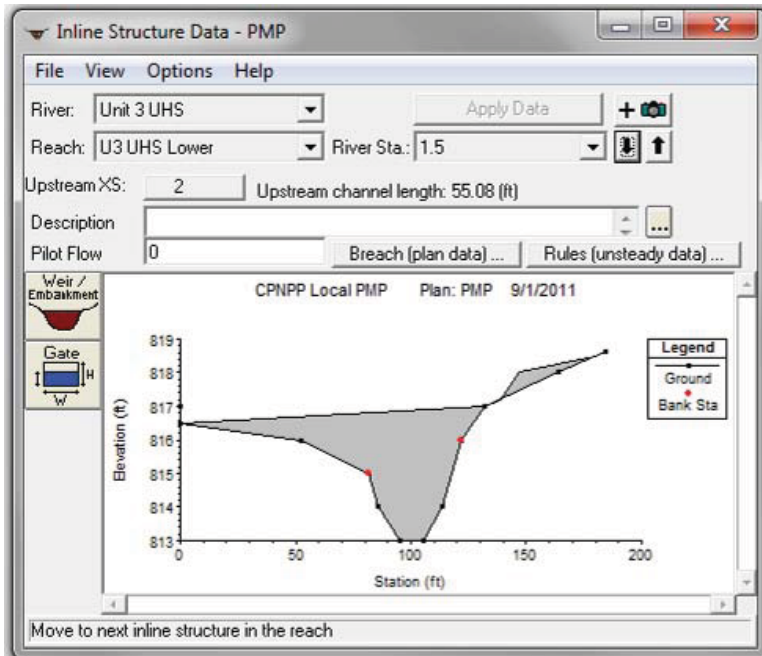 Inline Structure Data - PMP
File View Options Help
River: Unit 3 UHS Apply Data +
Reach: U3 UHS Lower River Sta.: 1.5
Upstream XS: 2 Upstream channel length: 55.08 (ft)
Description ...
Pilot Flow 0 Breach (plan data) ... Rules (unsteady data) ...
Weir / Embankment
Gate
H
W
CPNPP Local PMP Plan: PMP 9/1/2011
819
818
817
816
815
814
813
Elevation (ft)
0 50 100 150 200
Station (ft)
Legend
Ground
Bank Sta
Move to next inline structure in the reach